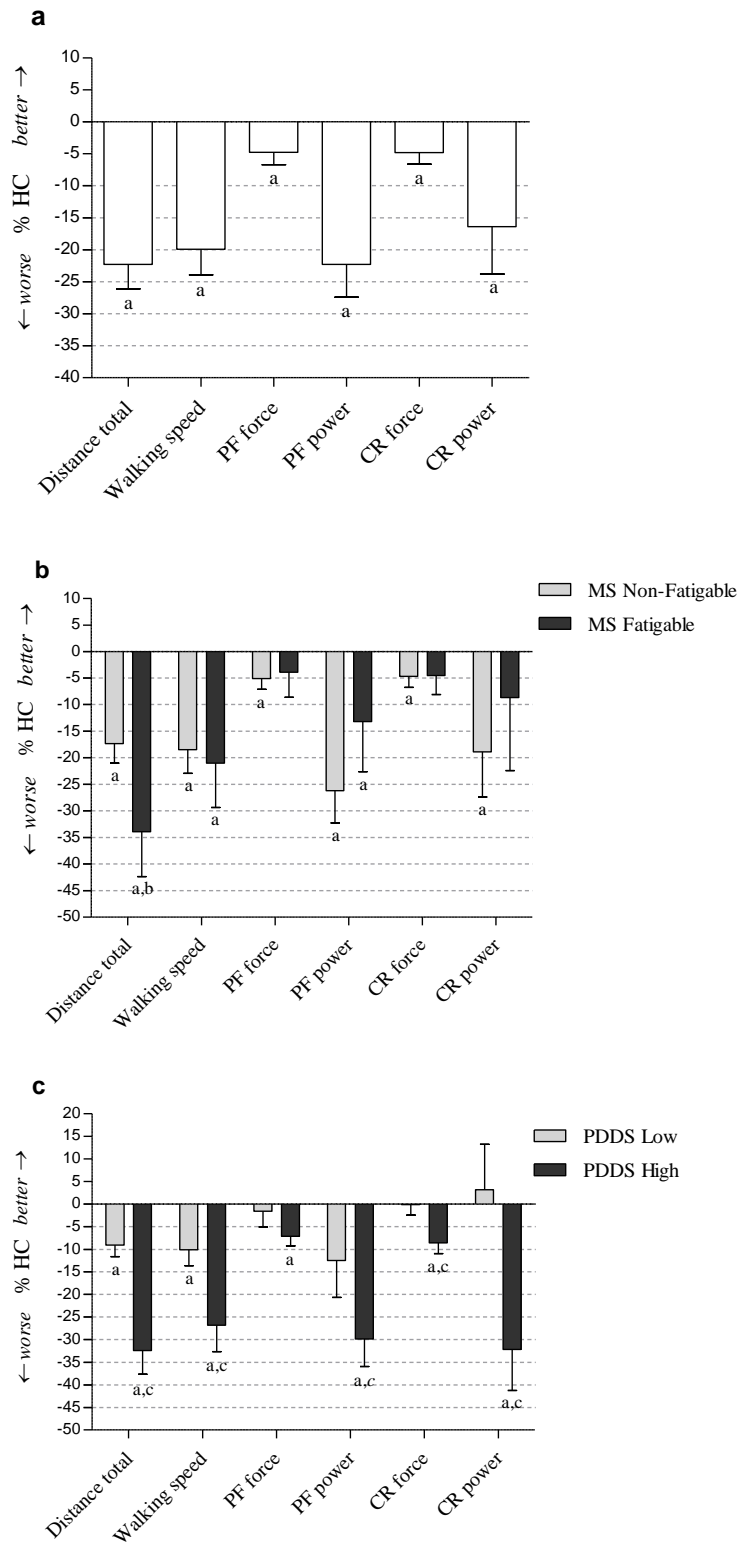 a
← worse % HC better →
10
5
0
-5
-10
-15
-20
-25
-30
-35
-40
a
a
a
a
a
a
Distance total
Walking speed
PF force
PF power
CR force
CR power
b
MS Non-Fatigable
MS Fatigable
← worse % HC better →
10
5
0
-5
-10
-15
-20
-25
-30
-35
-40
-45
-50
a
a,b
a
a
a
a
a
a
a
Distance total
Walking speed
PF force
PF power
CR force
CR power
c
PDDS Low
PDDS High
← worse % HC better →
20
15
10
5
0
-5
-10
-15
-20
-25
-30
-35
-40
-45
-50
a
a,c
a
a,c
a
a,c
a,c
a,c
Distance total
Walking speed
PF force
PF power
CR force
CR power